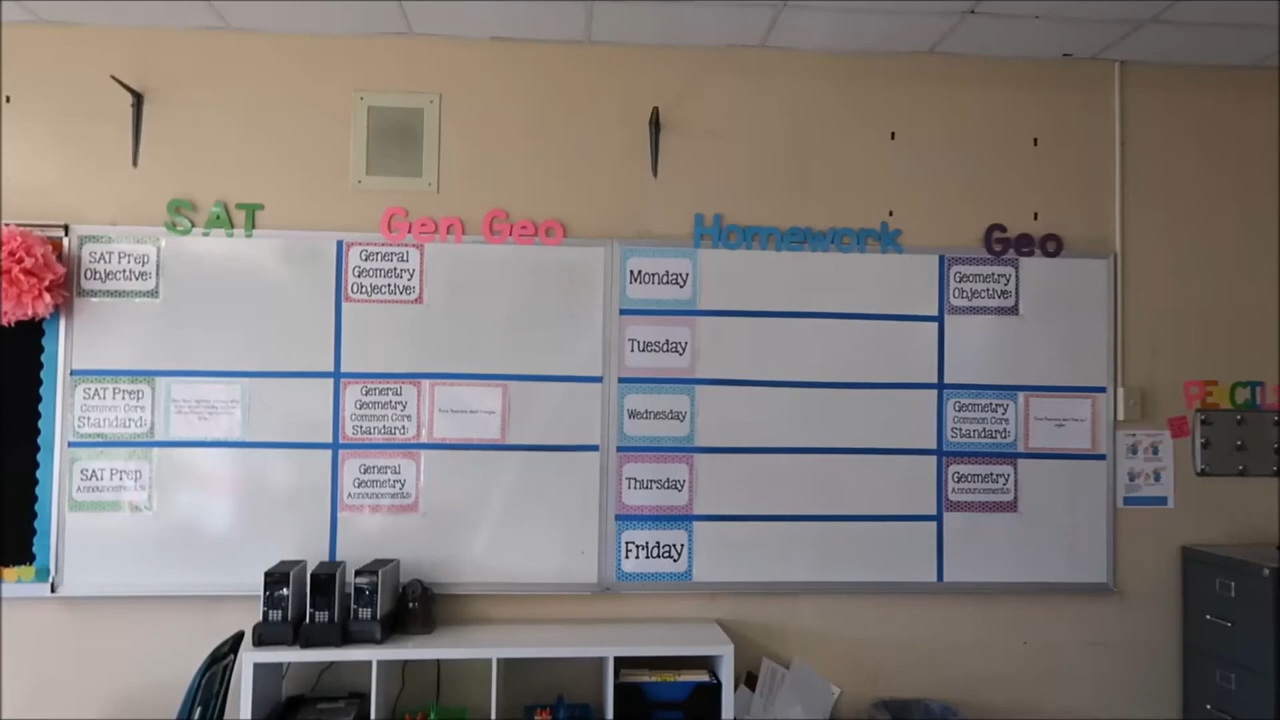 SAT
SAT Prep
Objective:
SAT Prep
Common Core
Standard:
SAT Prep
Announcements:
Gen Geo
General
Geometry
Objective:
General
Geometry
Common Core
Standard:
General
Geometry
Announcements:
Homework
Monday
Tuesday
Wednesday
Thursday
Friday
Geo
Geometry
Objective:
Geometry
Common Core
Standard:
Geometry
Announcements: